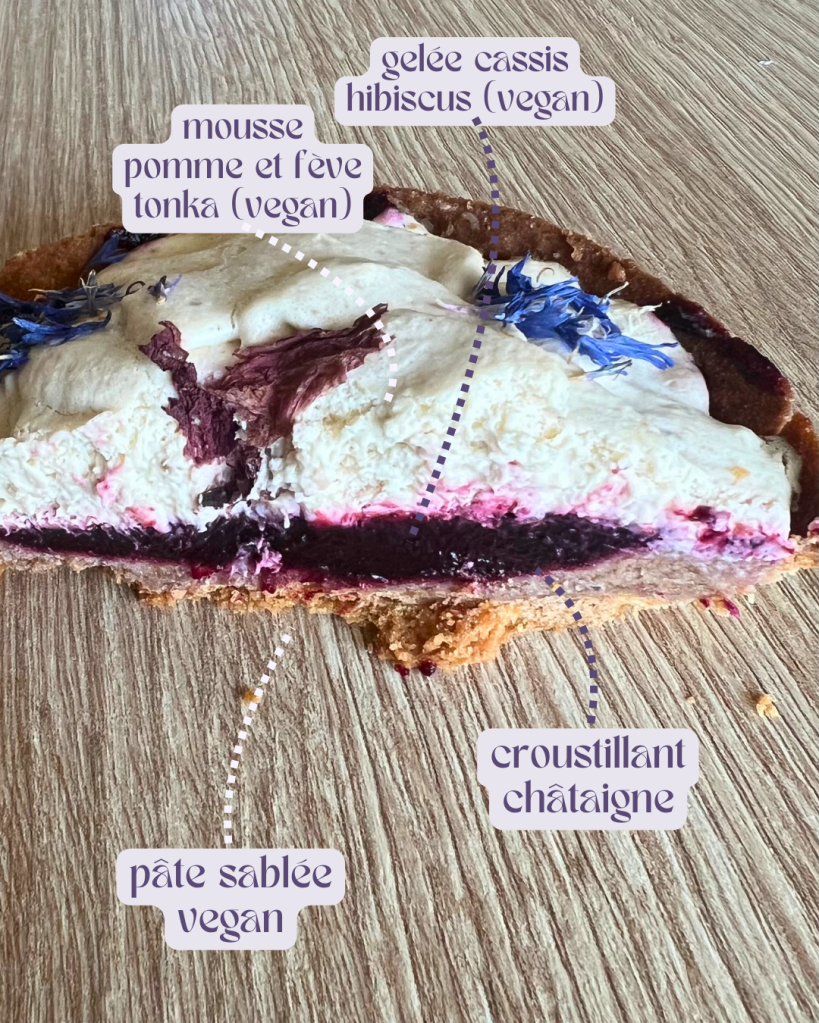 gelée cassis
hibiscus (vegan)
mousse
pomme et fève
tonka (vegan)
croustillant
châtaigne
pâte sablée
vegan